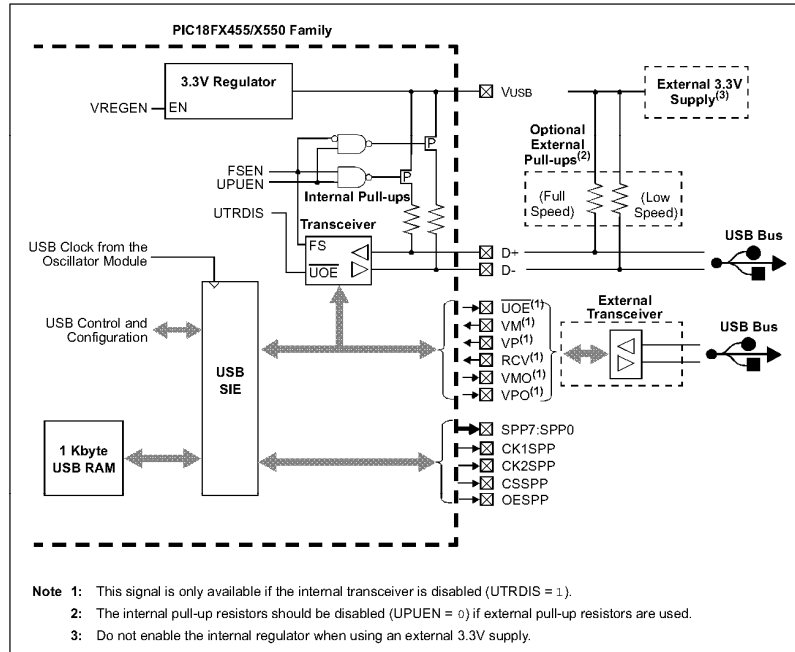 PIC18FX455/X550 Family
3.3V Regulator
VREGEN
EN
VUSB
External 3.3V
Supply(3)
Optional
External
Pull-ups(2)
P
FSEN
UPUEN
P
Internal Pull-ups
(Full
Speed)
(Low
Speed)
UTRDIS
Transceiver
FS
UOE
USB Clock from the
Oscillator Module
D+
D-
USB Bus
USB Control and
Configuration
USB
SIE
UOE(1)
VM(1)
VP(1)
RCV(1)
VMO(1)
VPO(1)
External
Transceiver
USB Bus
1 Kbyte
USB RAM
SPP7:SPP0
CK1SPP
CK2SPP
CSSPP
OESPP
Note 1: This signal is only available if the internal transceiver is disabled (UTRDIS = 1).
2: The internal pull-up resistors should be disabled (UPUEN = 0) if external pull-up resistors are used.
3: Do not enable the internal regulator when using an external 3.3V supply.